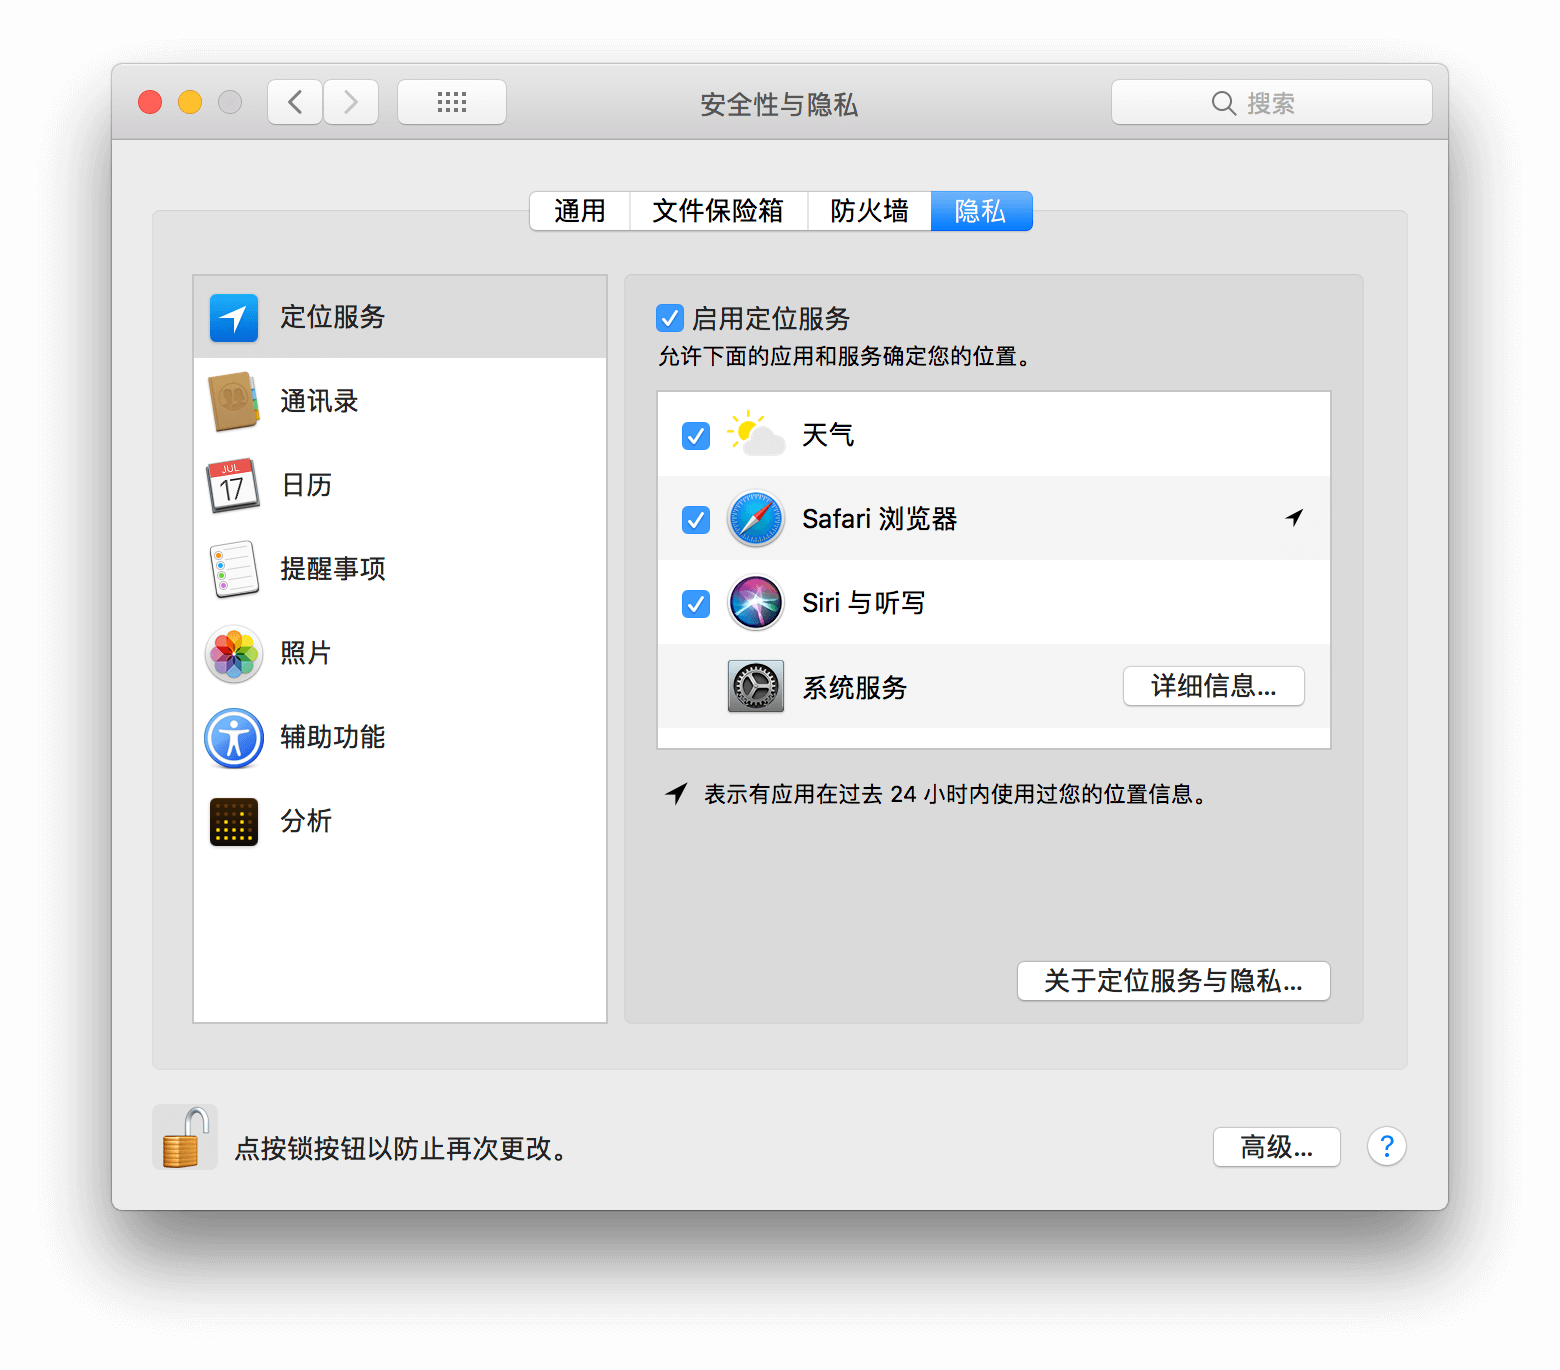 安全性与隐私
搜索
通用
文件保险箱
防火墙
隐私
定位服务
通讯录
JUL
17
日历
提醒事项
照片
辅助功能
分析
启用定位服务
允许下面的应用和服务确定您的位置。
天气
Safari 浏览器
Siri 与听写
系统服务
详细信息...
表示有应用在过去 24 小时内使用过您的位置信息。
关于定位服务与隐私...
点按锁按钮以防止再次更改。
高级...
?